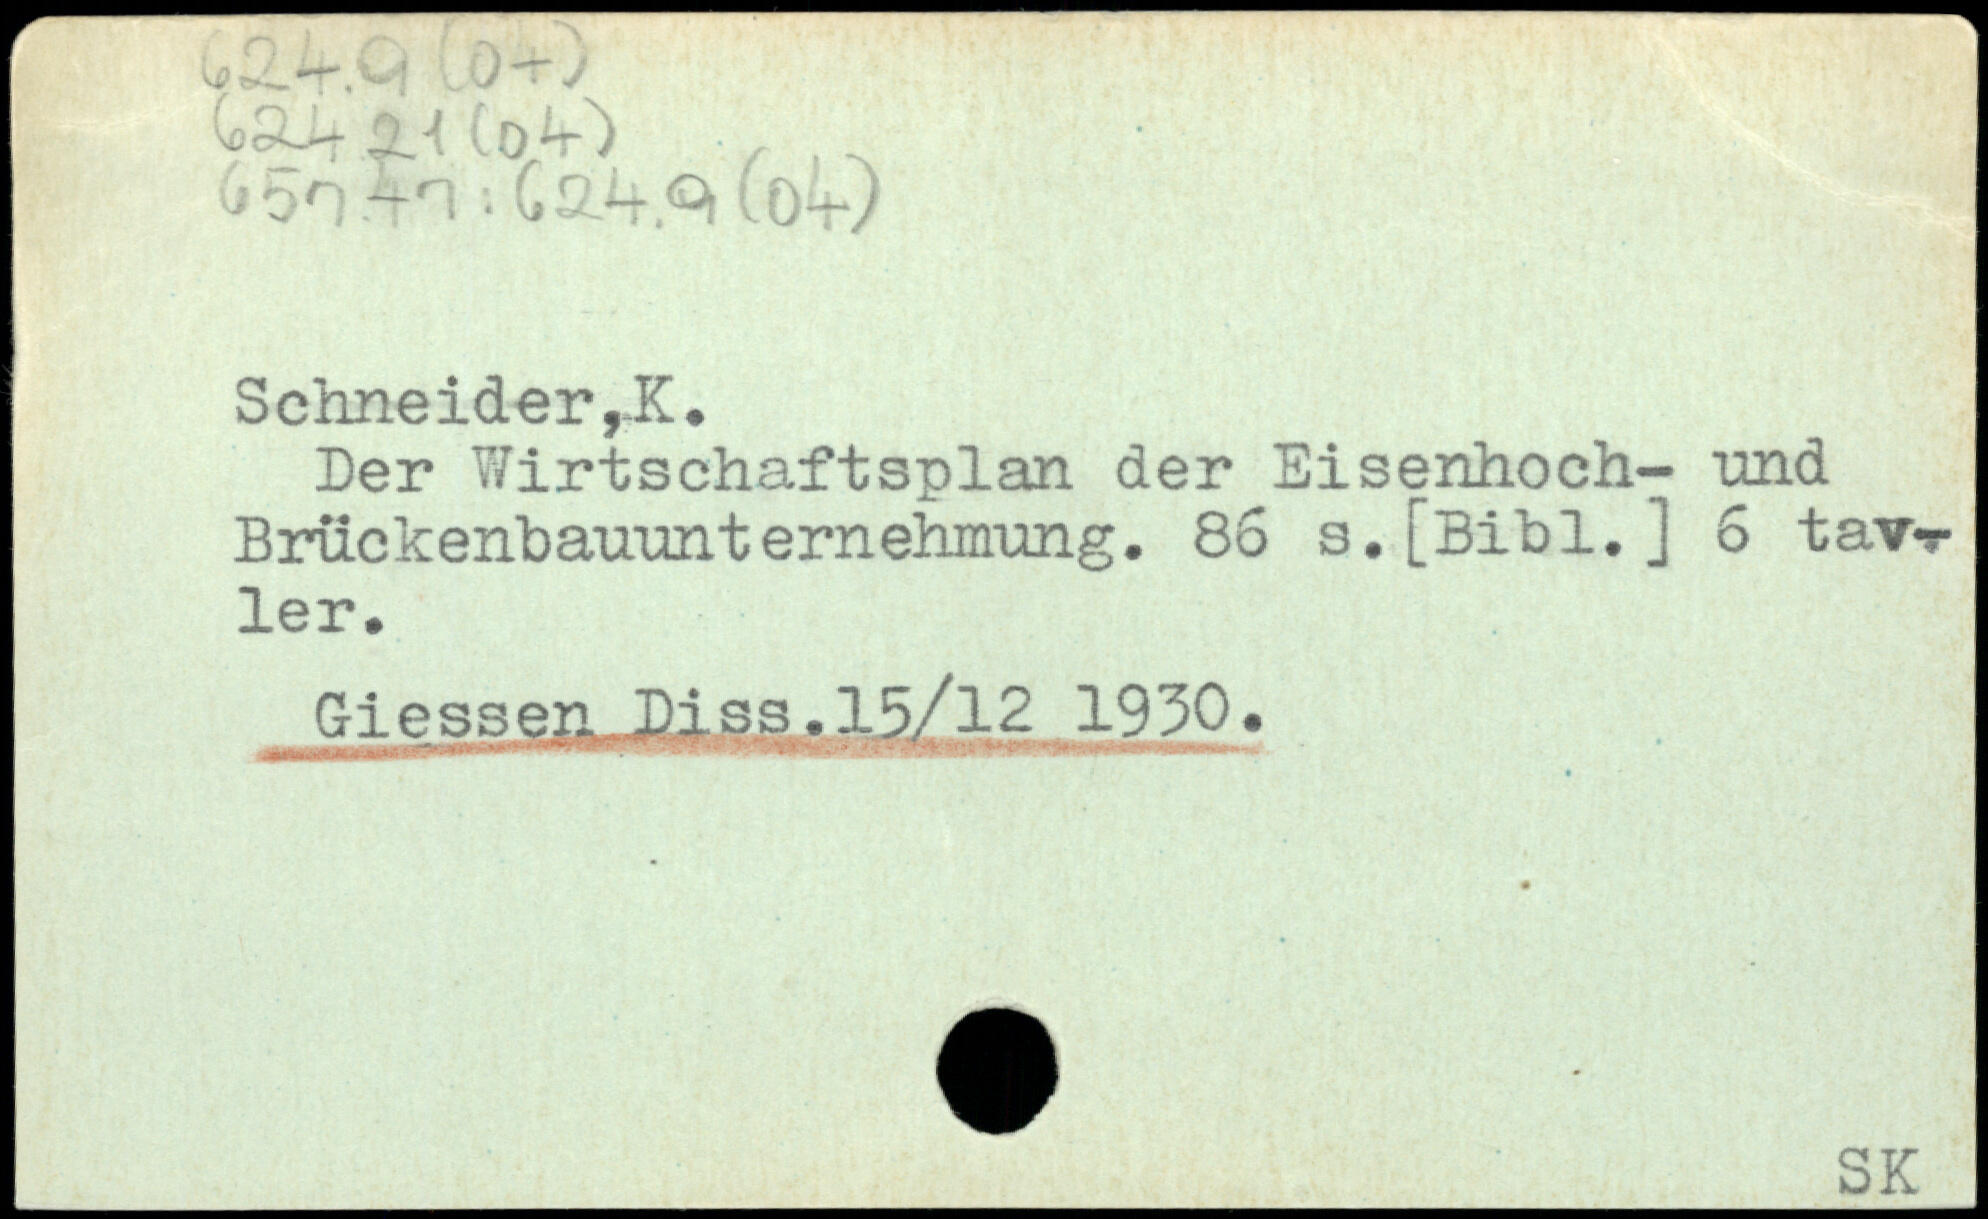 624.9 (04)
624.21 (04)
657.47 : 624.9 (04)
Schneider,K.
Der Wirtschaftsplan der Eisenhoch- und
Brückenbauunternehmung. 86 s.[Bibl.] 6 tav-
ler.
Giessen Diss.15/12 1930.
SK